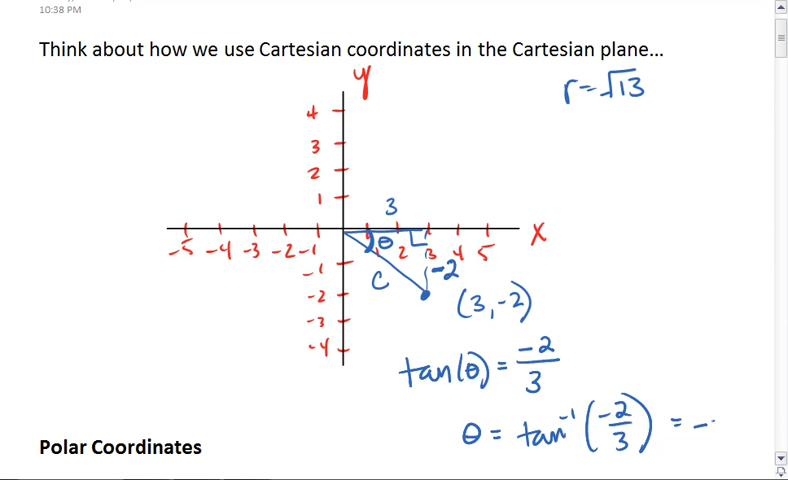 10:38 PM
Think about how we use Cartesian coordinates in the Cartesian plane...
y
r = √13
4
3
2
1
3
-5 -4 -3 -2 -1 1 2 3 4 5 x
θ
-1
-2
C
-2
(3, -2)
-3
-4
tan(θ) = -2/3
θ = tan⁻¹(-2/3) = -
Polar Coordinates